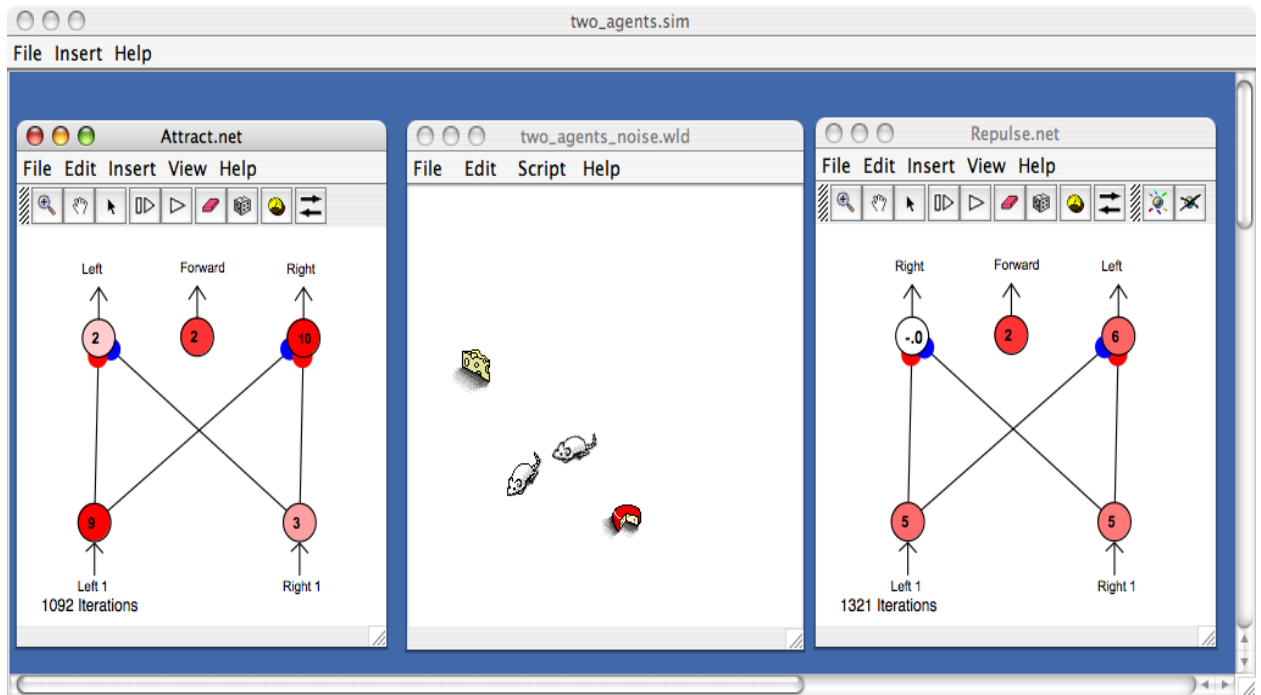 two_agents.sim
File Insert Help
Attract.net
File Edit Insert View Help
Left Forward Right
2 2 10
9 3
Left 1 Right 1
1092 Iterations
two_agents_noise.wld
File Edit Script Help
Repulse.net
File Edit Insert View Help
Right Forward Left
-.0 2 6
5 5
Left 1 Right 1
1321 Iterations